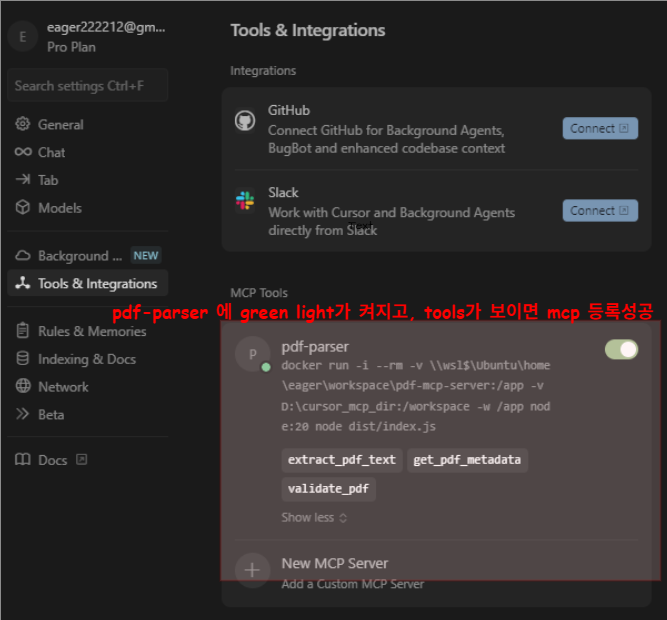 E
eager222212@gm...
Pro Plan
Search settings Ctrl+F
General
Chat
Tab
Models
Background ... NEW
Tools & Integrations
Rules & Memories
Indexing & Docs
Network
Beta
Docs
Tools & Integrations
Integrations
GitHub
Connect GitHub for Background Agents,
BugBot and enhanced codebase context
Connect
Slack
Work with Cursor and Background Agents
directly from Slack
Connect
MCP Tools
pdf-parser 에 green light가 켜지고, tools가 보이면 mcp 등록성공
P
pdf-parser
docker run -i --rm -v \\wsl$\Ubuntu\home
\eager\workspace\pdf-mcp-server:/app -v
D:\cursor_mcp_dir:/workspace -w /app nod
e:20 node dist/index.js
extract_pdf_text get_pdf_metadata
validate_pdf
Show less
New MCP Server
Add a Custom MCP Server